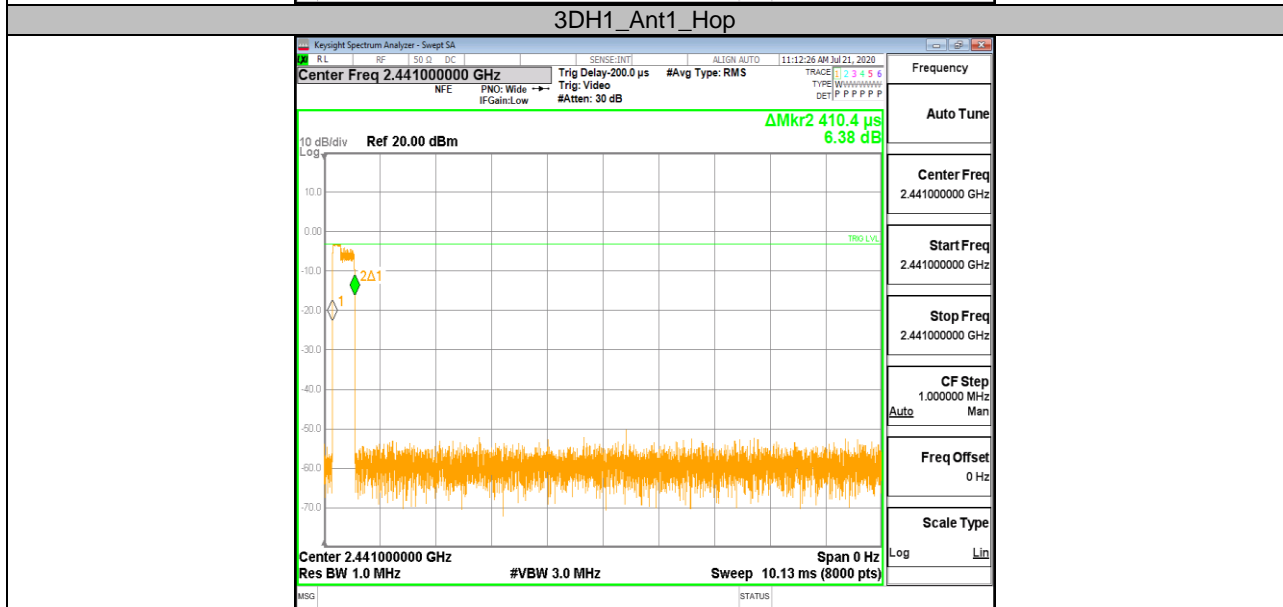 3DH1_Ant1_Hop
Keysight Spectrum Analyzer - Swept SA
RL RF 50 Ω DC SENSE:INT ALIGN AUTO 11:12:26 AM Jul 21, 2020
Center Freq 2.441000000 GHz
NFE PNO: Wide IFGain:Low
Trig Delay-200.0 µs #Avg Type: RMS
Trig: Video
#Atten: 30 dB
TRACE 1 2 3 4 5 6
TYPE WWWWWW
DET P P P P P P
ΔMkr2 410.4 µs
6.38 dB
10 dB/div Ref 20.00 dBm
Log
10.0
0.00
TRIG LVL
-10.0
2Δ1
1
-20.0
-30.0
-40.0
-50.0
-60.0
-70.0
Center 2.441000000 GHz Span 0 Hz
Res BW 1.0 MHz #VBW 3.0 MHz Sweep 10.13 ms (8000 pts)
MSG STATUS
Frequency
Auto Tune
Center Freq
2.441000000 GHz
Start Freq
2.441000000 GHz
Stop Freq
2.441000000 GHz
CF Step
1.000000 MHz
Auto Man
Freq Offset
0 Hz
Scale Type
Log Lin